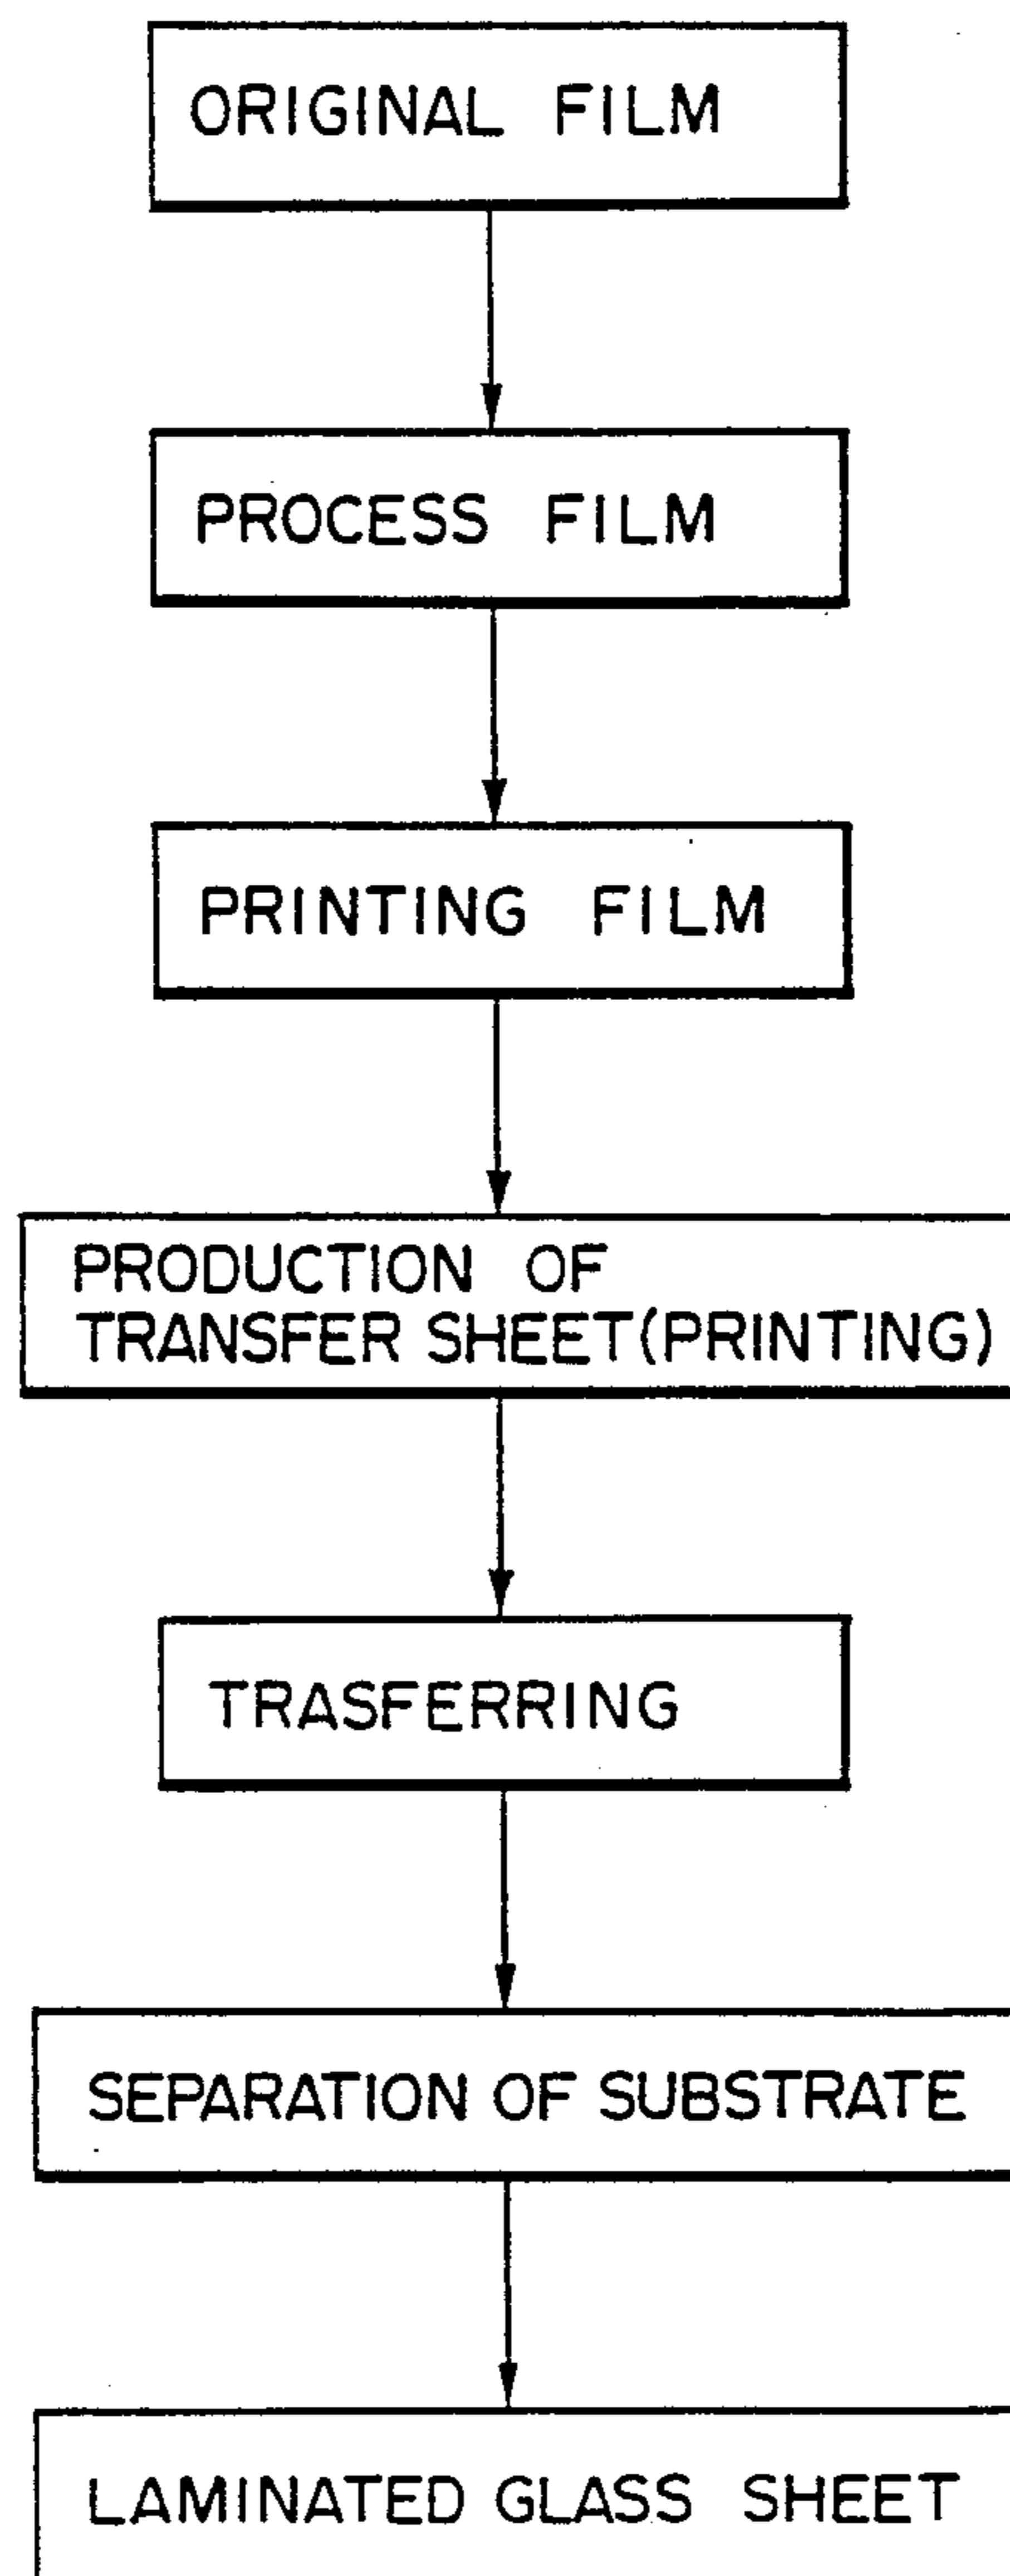 ORIGINAL FILM
PROCESS FILM
PRINTING FILM
PRODUCTION OF
TRANSFER SHEET(PRINTING)
TRASFERRING
SEPARATION OF SUBSTRATE
LAMINATED GLASS SHEET